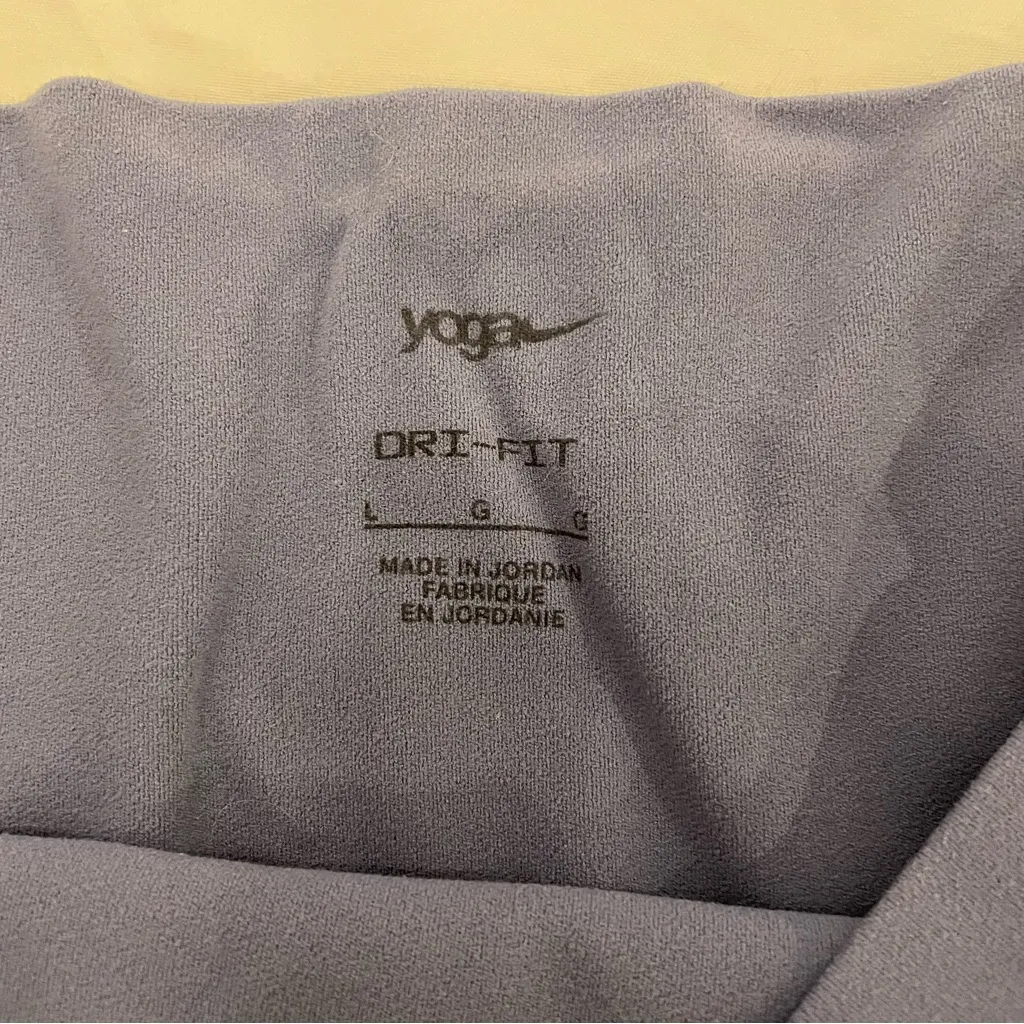 yoga
DRI-FIT
L G G
MADE IN JORDAN
FABRIQUE
EN JORDANIE